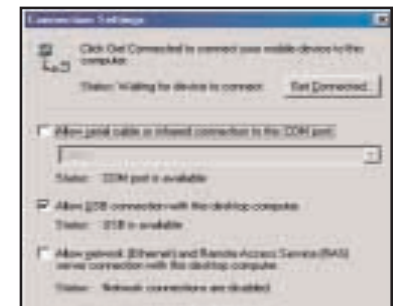 Connection Settings
Click Get Connected to connect your mobile device to this
computer.
Status: Waiting for device to connect
Get Connected...
Allow serial cable or infrared connection to this COM port:
Status: COM port is available
Allow USB connection with this desktop computer.
Status: USB is available
Allow network (Ethernet) and Remote Access Service (RAS)
server connection with this desktop computer.
Status: Network connections are disabled